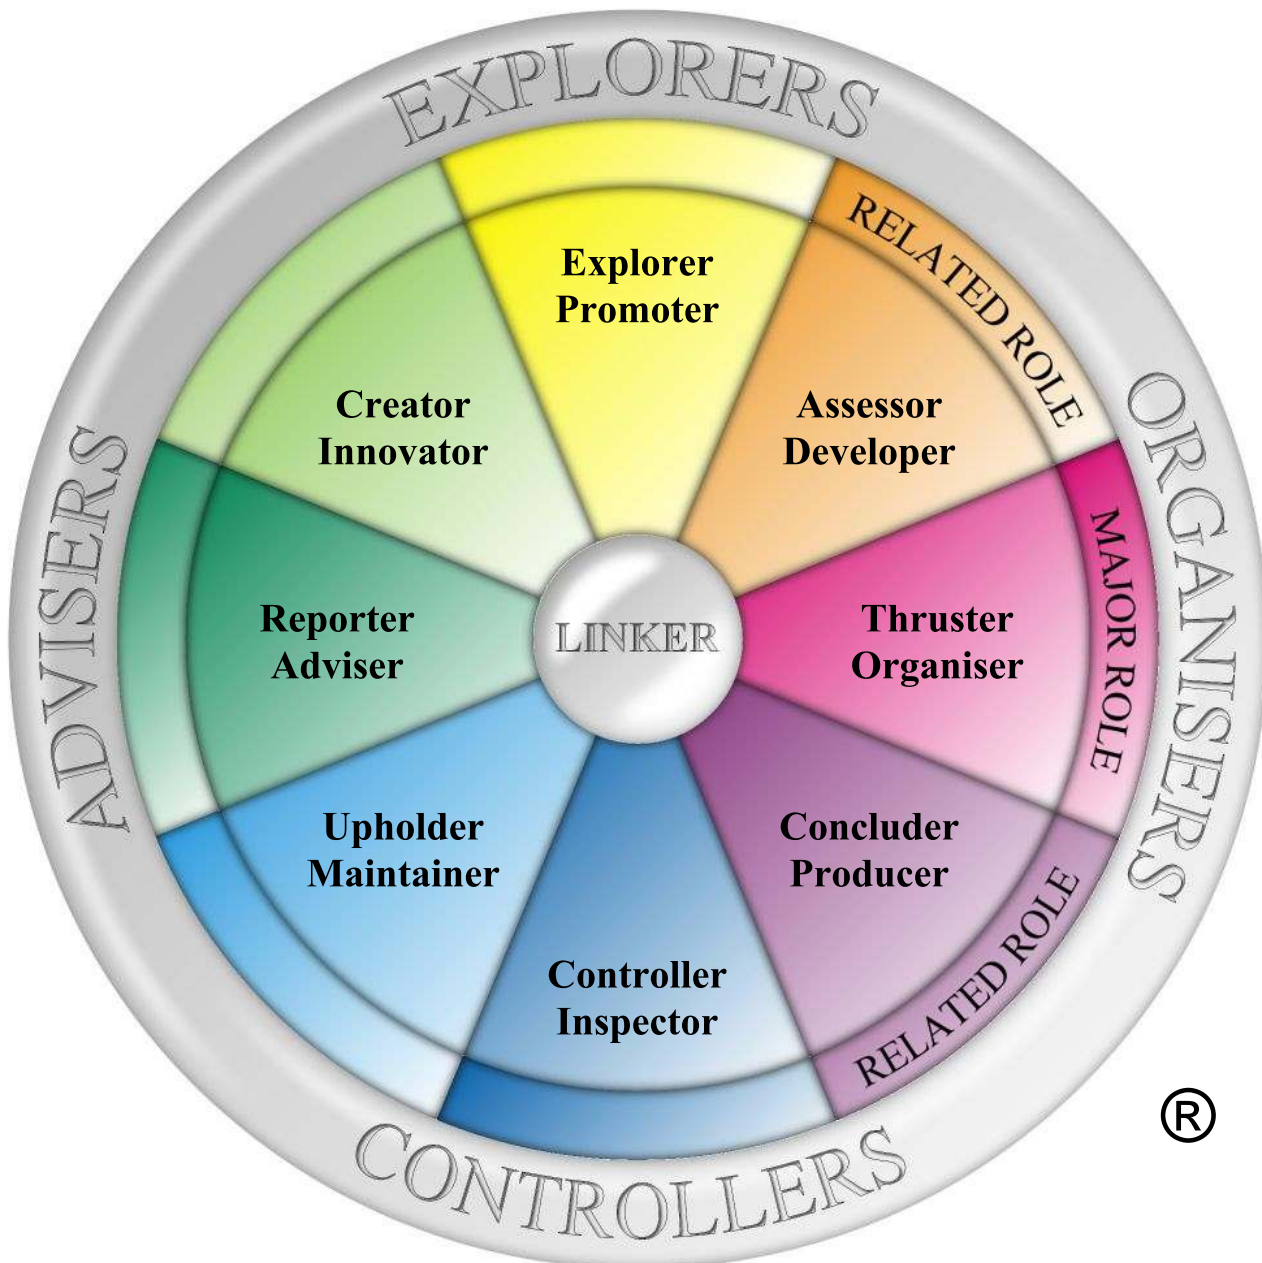 EXPLORERS
Explorer
Promoter
RELATED ROLE
Assessor
Developer
ORGANISERS
MAJOR ROLE
Thruster
Organiser
RELATED ROLE
Concluder
Producer
CONTROLLERS
Controller
Inspector
Upholder
Maintainer
ADVISERS
Reporter
Adviser
Creator
Innovator
LINKER
®